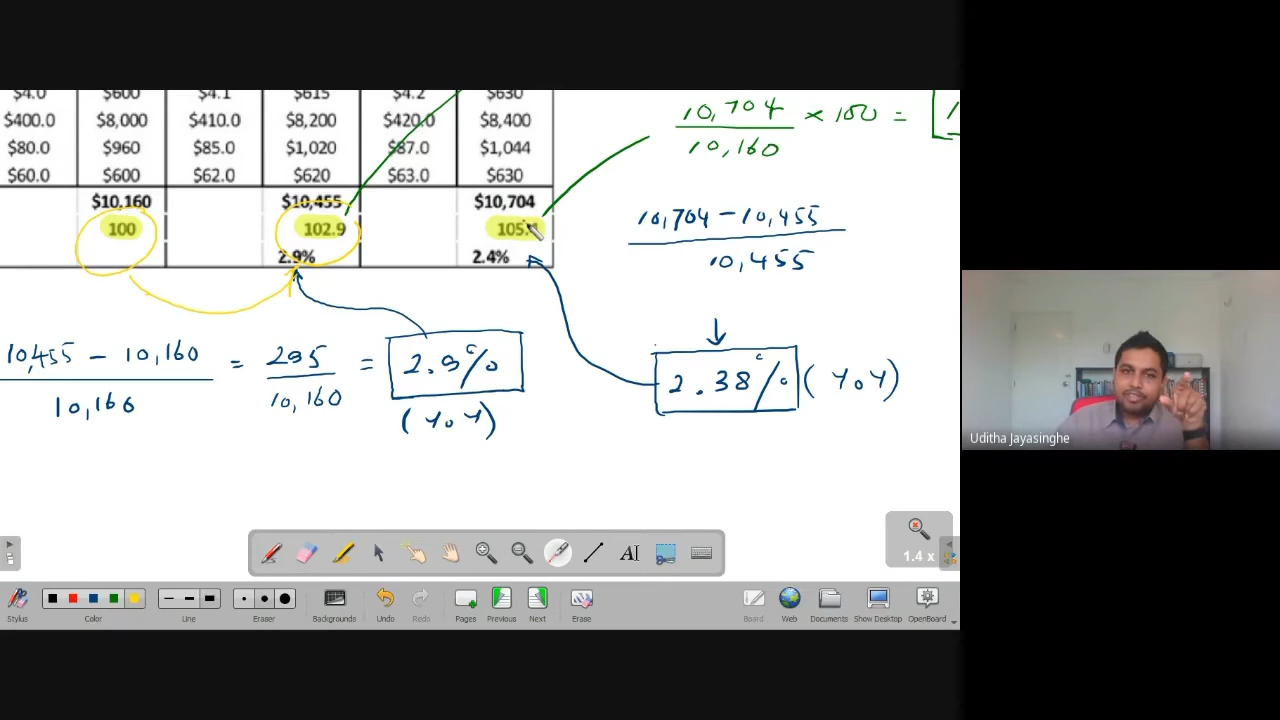 $4.0 $600 $4.1 $615 $4.2 $630
$400.0 $8,000 $410.0 $8,200 $420.0 $8,400
$80.0 $960 $85.0 $1,020 $87.0 $1,044
$60.0 $600 $62.0 $620 $63.0 $630
$10,160 $10,455 $10,704
100 102.9 105.
2.9% 2.4%
10,704
10,160
× 100 =
10,704 – 10,455
10,455
10,455 – 10,160
10,160
=
295
10,160
= 2.9%
(YoY)
2.38% (YoY)
Uditha Jayasinghe
1.4 x
AI
Stylus Color Line Eraser Backgrounds Undo Redo Pages Previous Next Erase Board Web Documents Show Desktop OpenBoard